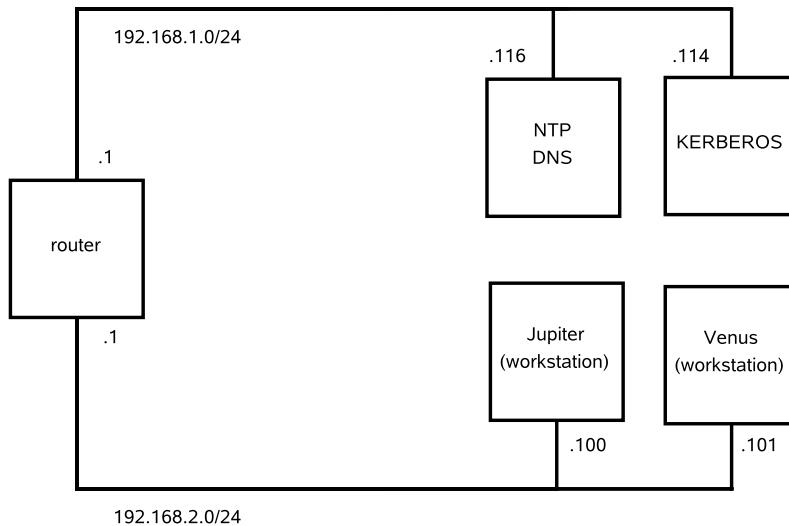 192.168.1.0/24
.116
.114
NTP
DNS
KERBEROS
.1
router
.1
Jupiter
(workstation)
Venus
(workstation)
.100
.101
192.168.2.0/24